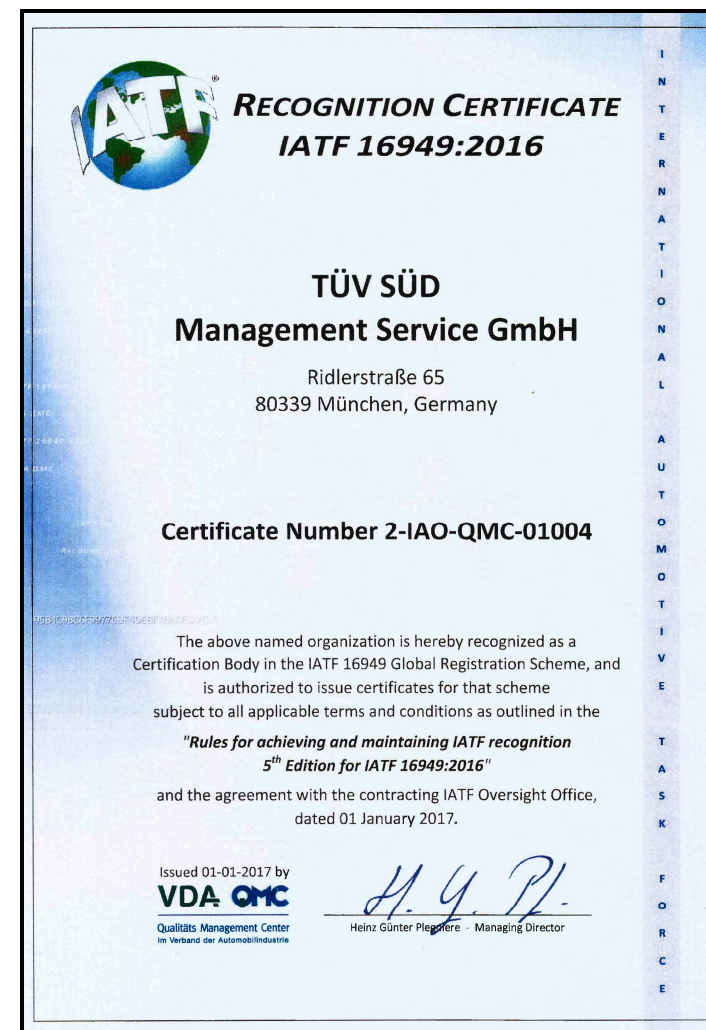 IATF®
RECOGNITION CERTIFICATE
IATF 16949:2016
TÜV SÜD
Management Service GmbH
Ridlerstraße 65
80339 München, Germany
Certificate Number 2-IAO-QMC-01004
The above named organization is hereby recognized as a
Certification Body in the IATF 16949 Global Registration Scheme, and
is authorized to issue certificates for that scheme
subject to all applicable terms and conditions as outlined in the
"Rules for achieving and maintaining IATF recognition
5th Edition for IATF 16949:2016"
and the agreement with the contracting IATF Oversight Office,
dated 01 January 2017.
Issued 01-01-2017 by
VDA QMC
Qualitäts Management Center
im Verband der Automobilindustrie
Heinz Günter - Managing Director
INTERNATIONAL AUTOMOTIVE TASK FORCE